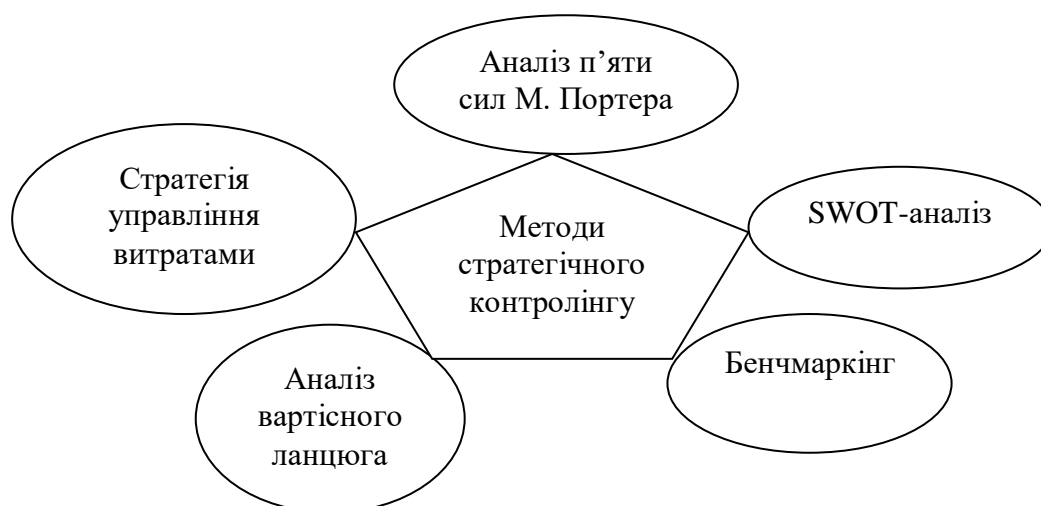 Аналіз п’яти
сил М. Портера
Стратегія
управління
витратами
SWOT-аналіз
Методи
стратегічного
контролінгу
Бенчмаркінг
Аналіз
вартісного
ланцюга